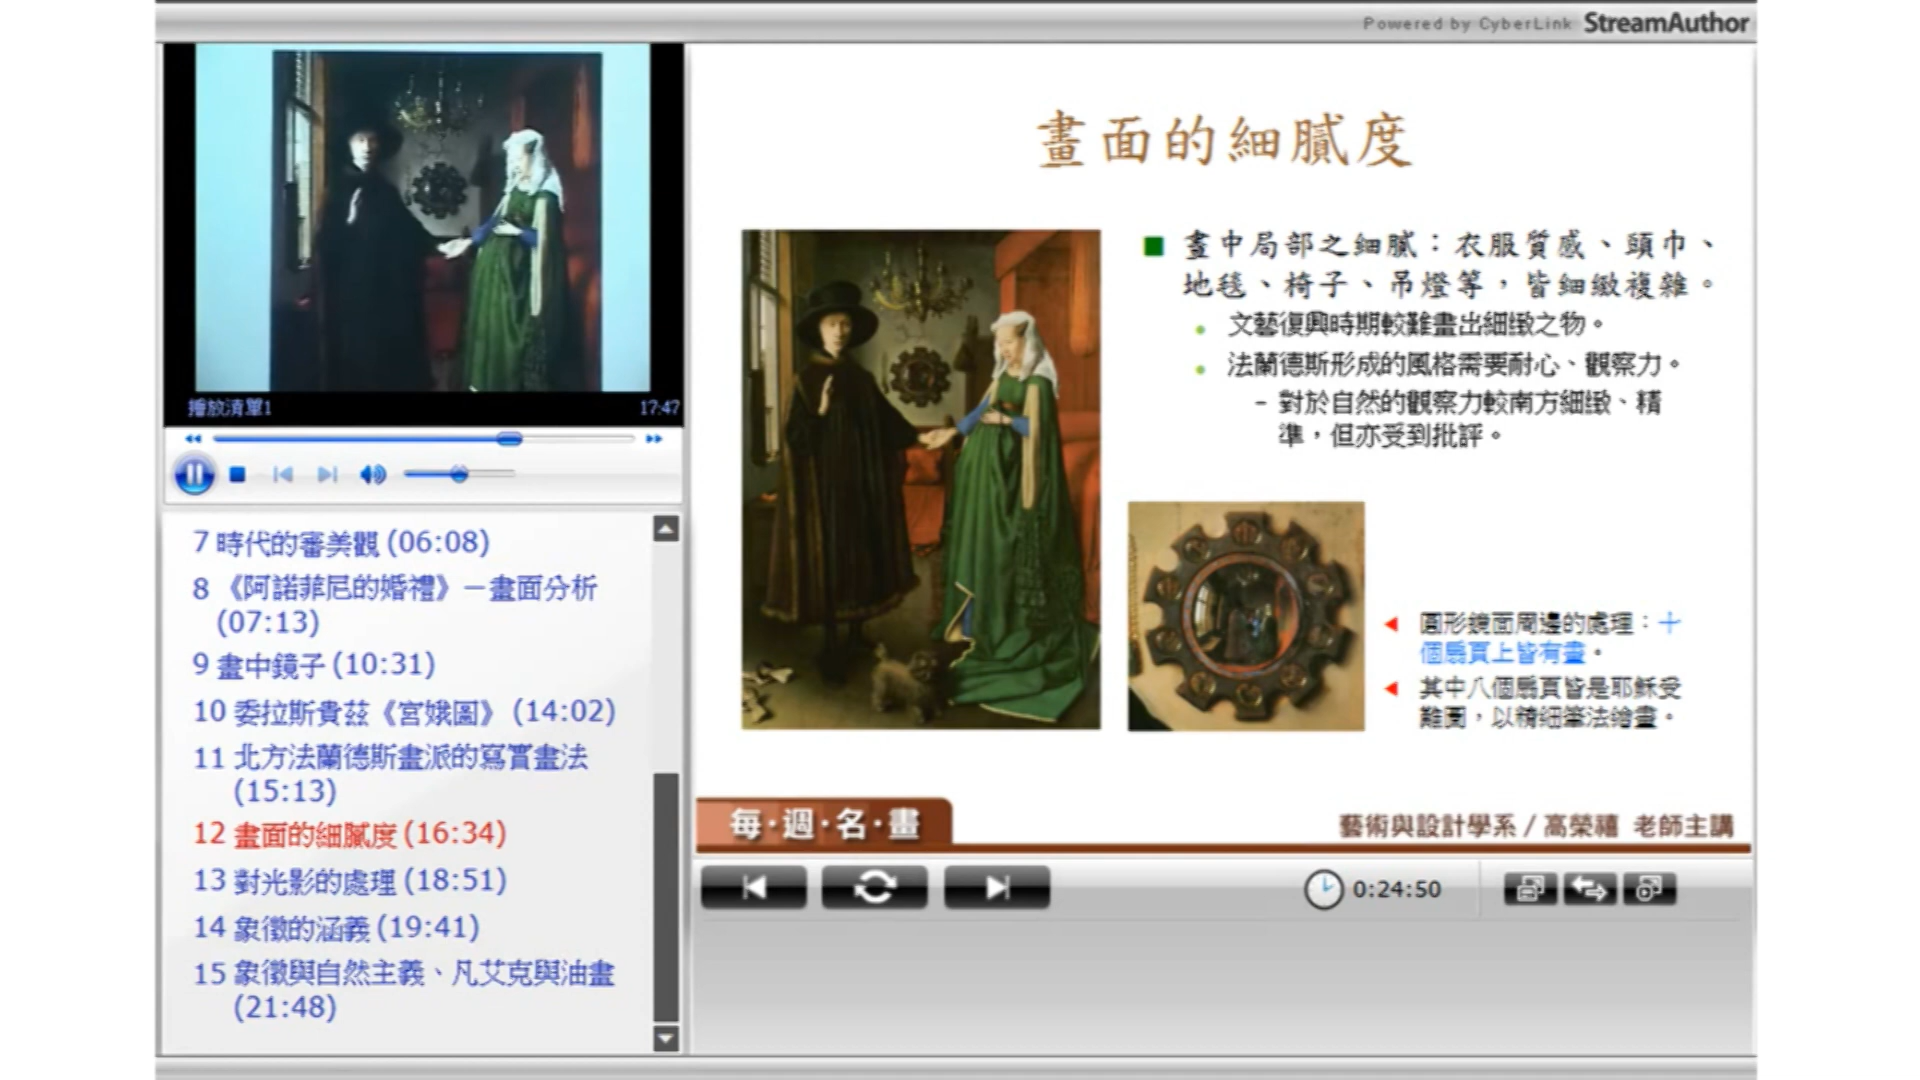 Powered by CyberLink StreamAuthor
播放清單1
17:47
7 時代的審美觀 (06:08)
8 《阿諾菲尼的婚禮》－畫面分析
(07:13)
9 畫中鏡子 (10:31)
10 委拉斯貴茲《宮娥圖》 (14:02)
11 北方法蘭德斯畫派的寫實畫法
(15:13)
12 畫面的細膩度 (16:34)
13 對光影的處理 (18:51)
14 象徵的涵義 (19:41)
15 象徵與自然主義、凡艾克與油畫
(21:48)
畫面的細膩度
畫中局部之細膩：衣服質感、頭巾、
地毯、椅子、吊燈等，皆細緻複雜。
文藝復興時期較難畫出細緻之物。
法蘭德斯形成的風格需要耐心、觀察力。
－對於自然的觀察力較南方細緻、精
準，但亦受到批評。
圓形鏡面周邊的處理：十
個扇頁上皆有畫。
其中八個扇頁皆是耶穌受
難圖，以精細筆法繪畫。
每‧週‧名‧畫
藝術與設計學系 / 高榮禧 老師主講
0:24:50